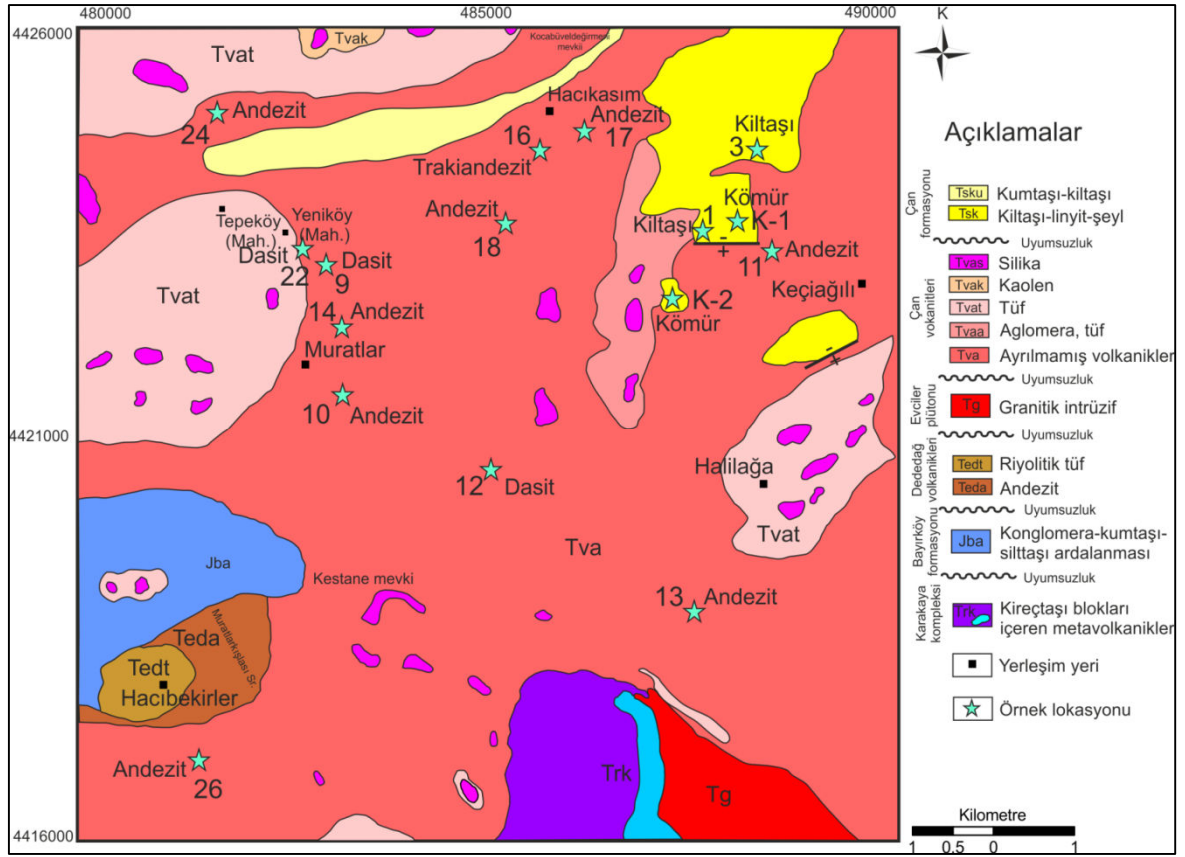 480000
485000
490000
4426000
4421000
4416000
K
Tvat
Tvak
Kocabüveldeğirmeni
mevkii
Andezit
24
Hacıkasım
Andezit
17
16
Trakiandezit
Kiltaşı
3
Kömür
K-1
Kiltaşı
1
-
+
11
Andezit
Andezit
18
Tepeköy
(Mah.)
Yeniköy
(Mah.)
Dasit
22
Dasit
9
Tvat
14
Andezit
Muratlar
10
Andezit
K-2
Kömür
Keçiağılı
-
+
Halilağa
Tvat
12
Dasit
Tva
13
Andezit
Jba
Kestane mevki
Teda
Muratlarkışlası Sr.
Tedt
Hacıbekirler
Andezit
26
Trk
Tg
Açıklamalar
Çan
formasyonu
Tsku Kumtaşı-kiltaşı
Tsk Kiltaşı-linyit-şeyl
Uyumsuzluk
Çan
volkanitleri
Tvas Silika
Tvak Kaolen
Tvat Tüf
Tvaa Aglomera, tüf
Tva Ayrılmamış volkanikler
Uyumsuzluk
Evciler
plütonu
Tg Granitik intrüzif
Uyumsuzluk
Dededağ
volkanikleri
Tedt Riyolitik tüf
Teda Andezit
Uyumsuzluk
Bayırköy
formasyonu
Jba Konglomera-kumtaşı-
silttaşı ardalanması
Uyumsuzluk
Karakaya
kompleksi
Trk Kireçtaşı blokları
içeren metavolkanikler
Yerleşim yeri
Örnek lokasyonu
Kilometre
1 0.5 0 1